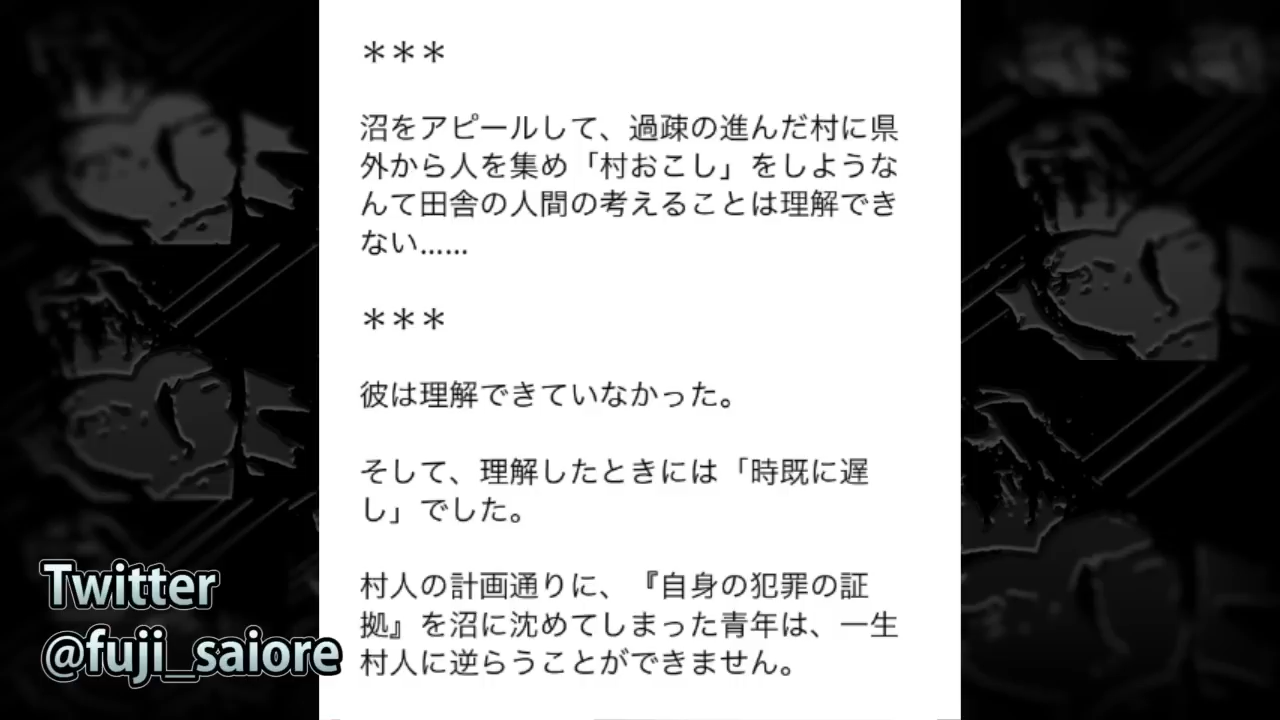 ＊＊＊
沼をアピールして、過疎の進んだ村に県
外から人を集め「村おこし」をしような
んて田舎の人間の考えることは理解でき
ない……
＊＊＊
彼は理解できていなかった。
そして、理解したときには「時既に遅
し」でした。
村人の計画通りに、『自身の犯罪の証
拠』を沼に沈めてしまった青年は、一生
村人に逆らうことができません。
Twitter
@fuji_saiore